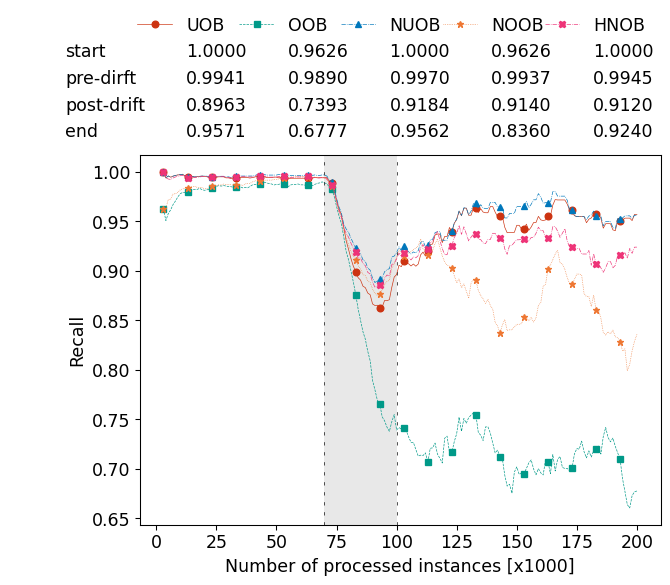 UOB OOB NUOB NOOB HNOB
start 1.0000 0.9626 1.0000 0.9626 1.0000
pre-dirft 0.9941 0.9890 0.9970 0.9937 0.9945
post-drift 0.8963 0.7393 0.9184 0.9140 0.9120
end 0.9571 0.6777 0.9562 0.8360 0.9240
1.00
0.95
0.90
0.85
0.80
0.75
0.70
0.65
Recall
0 25 50 75 100 125 150 175 200
Number of processed instances [x1000]